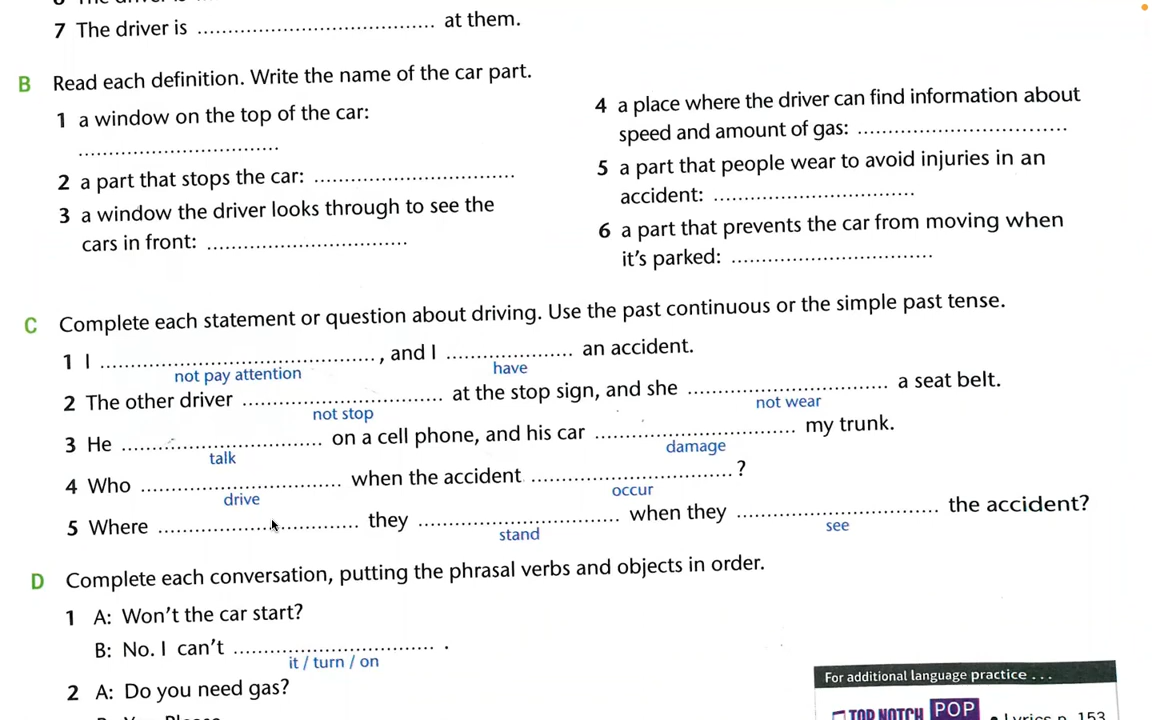 7 The driver is ........................................ at them.
B Read each definition. Write the name of the car part.
1 a window on the top of the car:
.................................
2 a part that stops the car: .................................
3 a window the driver looks through to see the
cars in front: .................................
4 a place where the driver can find information about
speed and amount of gas: ...................................
5 a part that people wear to avoid injuries in an
accident: .................................
6 a part that prevents the car from moving when
it's parked: .................................
C Complete each statement or question about driving. Use the past continuous or the simple past tense.
1 I .............................................. , and I ..................... an accident.
not pay attention have
2 The other driver ................................. at the stop sign, and she ................................. a seat belt.
not stop not wear
3 He ................................. on a cell phone, and his car ................................. my trunk.
talk damage
4 Who ................................. when the accident ................................. ?
drive occur
5 Where ................................. they ................................. when they ................................. the accident?
stand see
D Complete each conversation, putting the phrasal verbs and objects in order.
1 A: Won't the car start?
B: No. I can't ................................. .
it / turn / on
2 A: Do you need gas?
For additional language practice . . .
TOP NOTCH POP • Lyrics p. 153